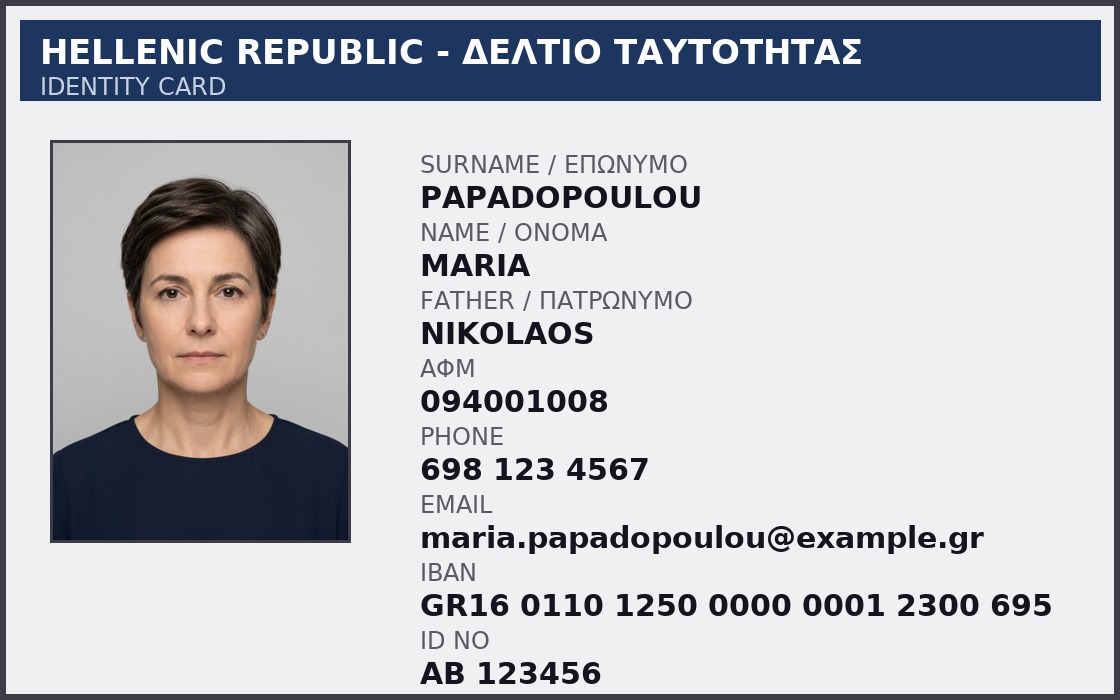 HELLENIC REPUBLIC - ΔΕΛΤΙΟ ΤΑΥΤΟΤΗΤΑΣ
IDENTITY CARD
SURNAME / ΕΠΩΝΥΜΟ
PAPADOPOULOU
NAME / ΟΝΟΜΑ
MARIA
FATHER / ΠΑΤΡΩΝΥΜΟ
NIKOLAOS
ΑΦΜ
094001008
PHONE
698 123 4567
EMAIL
maria.papadopoulou@example.gr
IBAN
GR16 0110 1250 0000 0001 2300 695
ID NO
AB 123456